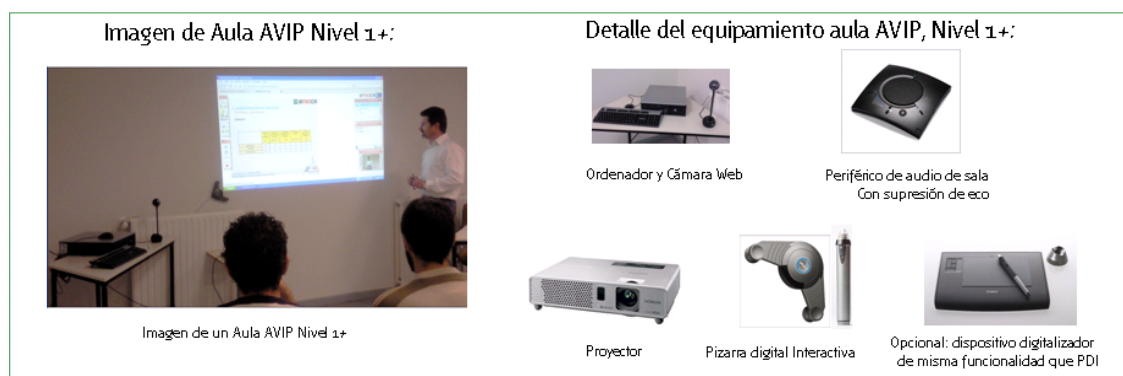 Imagen de Aula AVIP Nivel 1+:
Detalle del equipamiento aula AVIP, Nivel 1+:
Ordenador y Cámara Web
Periférico de audio de sala
Con supresión de eco
Imagen de un Aula AVIP Nivel 1+
Proyector
Pizarra digital Interactiva
Opcional: dispositivo digitalizador
de misma funcionalidad que PDI